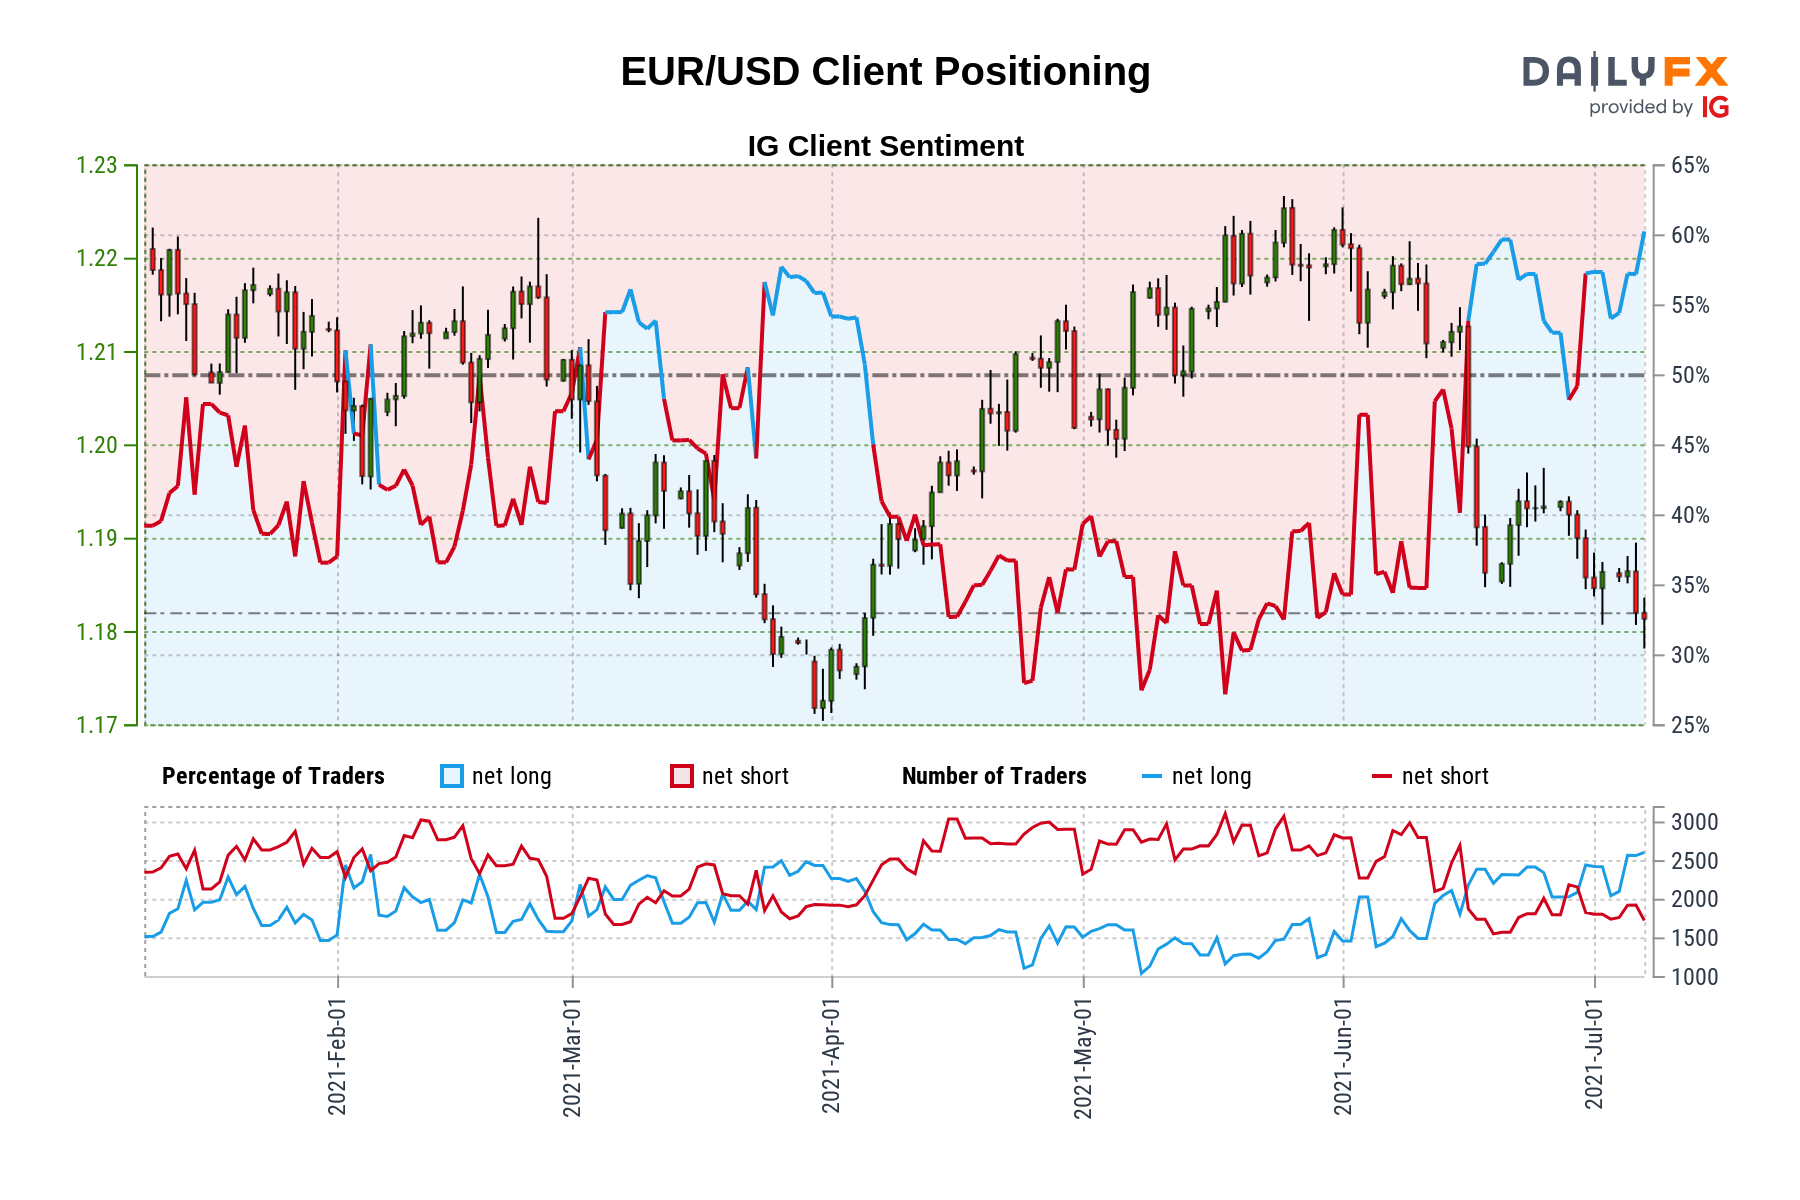 EUR/USD Client Positioning
DAILYFX
provided by IG
IG Client Sentiment
1.23
1.22
1.21
1.20
1.19
1.18
1.17
65%
60%
55%
50%
45%
40%
35%
30%
25%
Percentage of Traders net long net short Number of Traders net long net short
3000
2500
2000
1500
1000
2021-Feb-01
2021-Mar-01
2021-Apr-01
2021-May-01
2021-Jun-01
2021-Jul-01